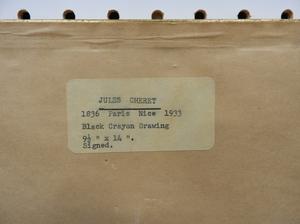 JULES CHERET
1836 Paris Nice 1933
Black Crayon Drawing
9½ " x 14 ".
Signed.